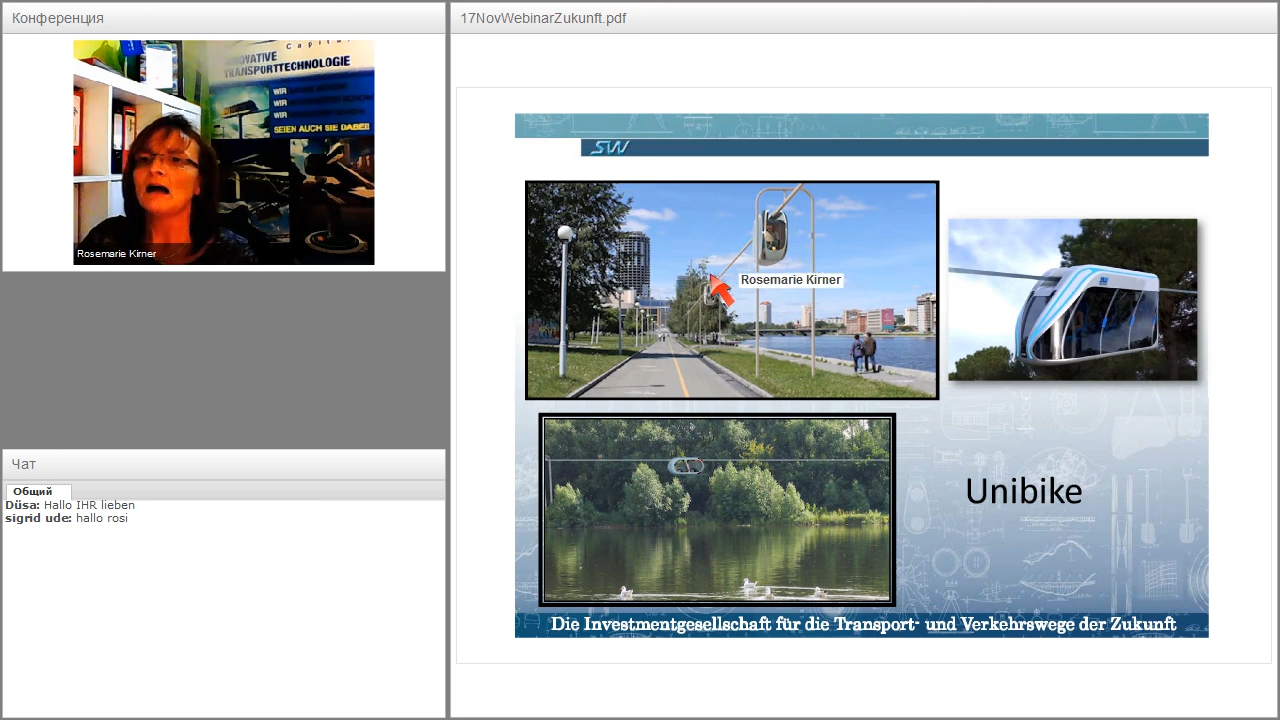 Конференция
Capital
INNOVATIVE
TRANSPORTTECHNOLOGIE
WIR
WIR
WIR
SEIEN AUCH SIE DABEI!
Rosemarie Kirner
Чат
Общий
Düsa: Hallo IHR lieben
sigrid ude: hallo rosi
17NovWebinarZukunft.pdf
SW
Rosemarie Kirner
Unibike
Die Investmentgesellschaft für die Transport- und Verkehrswege der Zukunft